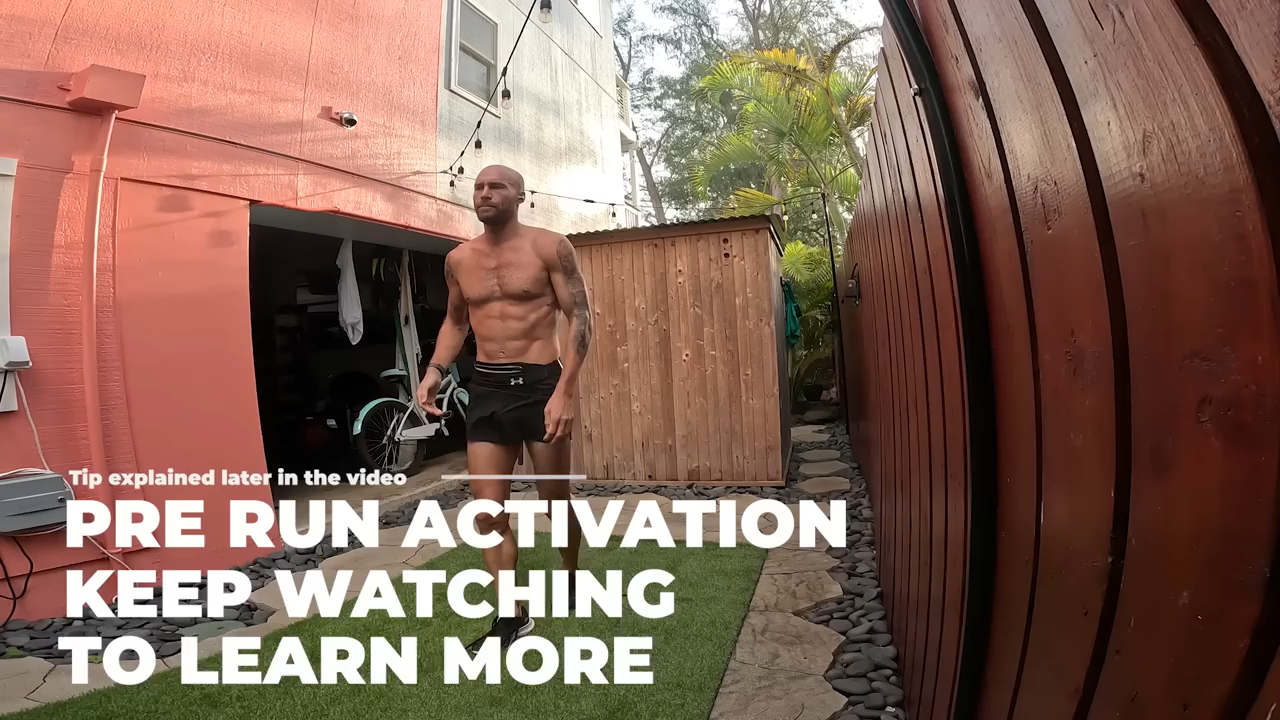 Tip explained later in the video
PRE RUN ACTIVATION
KEEP WATCHING
TO LEARN MORE